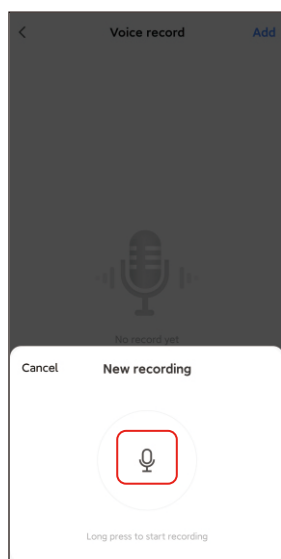 Voice record Add
No record yet
Cancel New recording
Long press to start recording